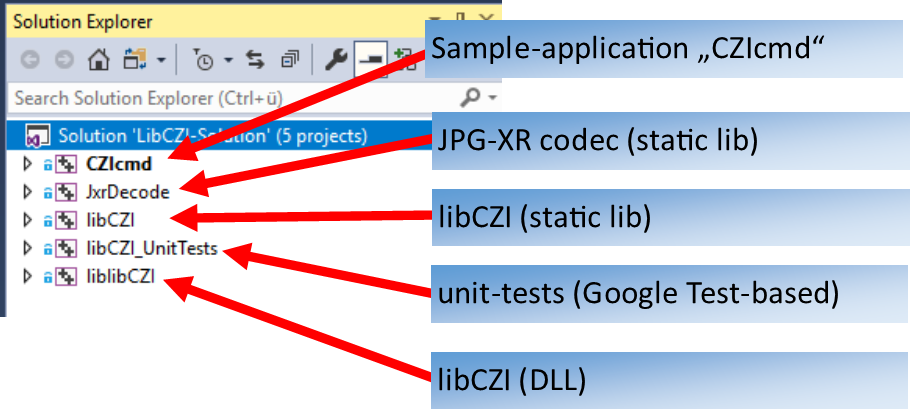 Solution Explorer
Sample-application „CZIcmd“
Search Solution Explorer (Ctrl+ü)
Solution 'LibCZI-Solution' (5 projects)
JPG-XR codec (static lib)
CZIcmd
JxrDecode
libCZI
libCZI (static lib)
libCZI_UnitTests
liblibCZI
unit-tests (Google Test-based)
libCZI (DLL)